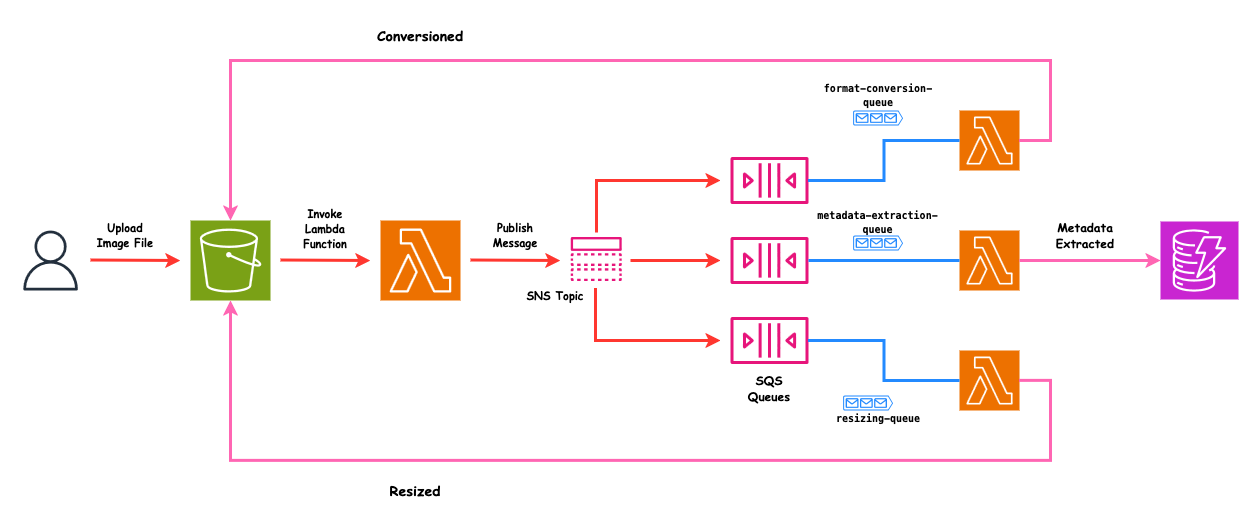 Conversioned
format-conversion-
queue
Upload
Image File
Invoke
Lambda
Function
Publish
Message
SNS Topic
metadata-extraction-
queue
Metadata
Extracted
SQS
Queues
resizing-queue
Resized